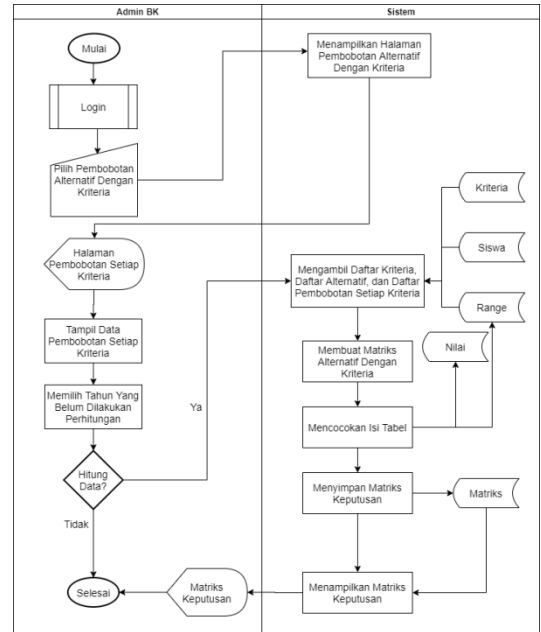 Admin BK
Sistem
Mulai
Menampilkan Halaman
Pembobotan Alternatif
Dengan Kriteria
Login
Pilih Pembobotan
Alternatif Dengan
Kriteria
Kriteria
Siswa
Range
Halaman
Pembobotan Setiap
Kriteria
Mengambil Daftar Kriteria,
Daftar Alternatif, dan Daftar
Pembobotan Setiap Kriteria
Tampil Data
Pembobotan Setiap
Kriteria
Membuat Matriks
Alternatif Dengan
Kriteria
Nilai
Memilih Tahun Yang
Belum Dilakukan
Perhitungan
Ya
Mencocokan Isi Tabel
Hitung
Data?
Menyimpan Matriks
Keputusan
Matriks
Tidak
Selesai
Matriks
Keputusan
Menampilkan Matriks
Keputusan